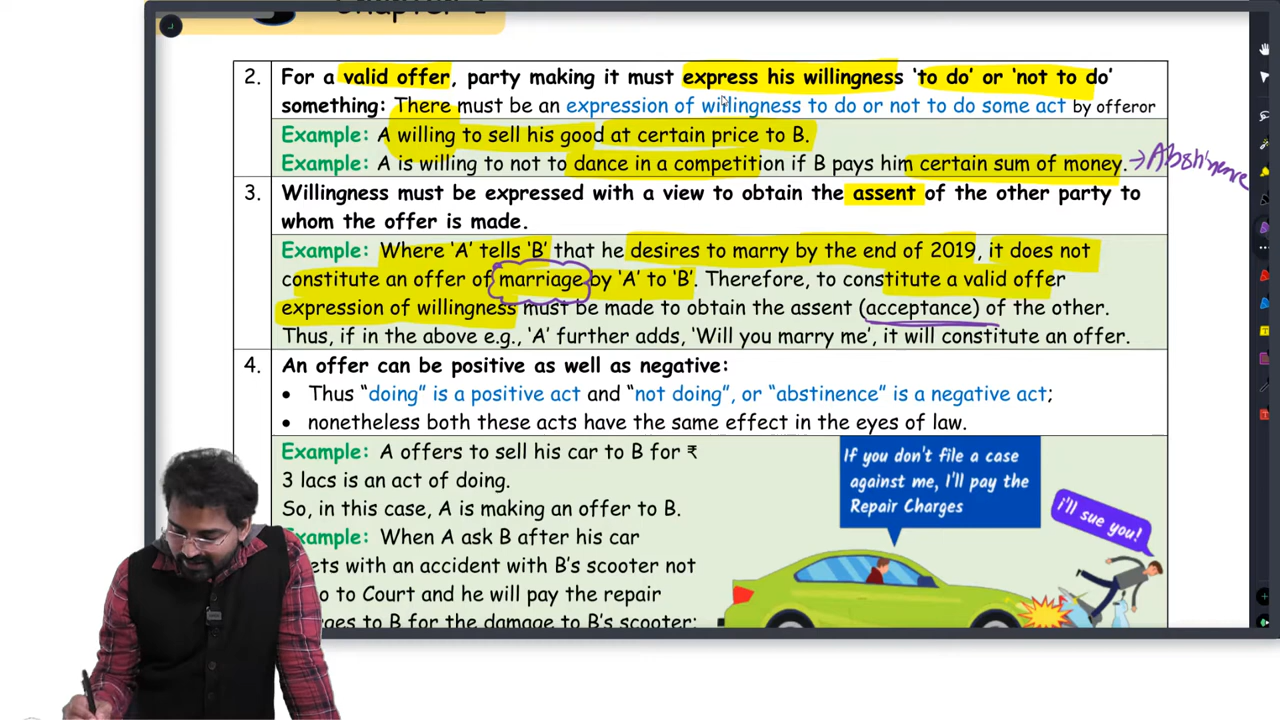 2. For a valid offer, party making it must express his willingness ‘to do’ or ‘not to do’
something: There must be an expression of willingness to do or not to do some act by offeror
Example: A willing to sell his good at certain price to B.
Example: A is willing to not to dance in a competition if B pays him certain sum of money. → Abstinence
3. Willingness must be expressed with a view to obtain the assent of the other party to
whom the offer is made.
Example: Where ‘A’ tells ‘B’ that he desires to marry by the end of 2019, it does not
constitute an offer of marriage by ‘A’ to ‘B’. Therefore, to constitute a valid offer
expression of willingness must be made to obtain the assent (acceptance) of the other.
Thus, if in the above e.g., ‘A’ further adds, ‘Will you marry me’, it will constitute an offer.
4. An offer can be positive as well as negative:
• Thus “doing” is a positive act and “not doing”, or “abstinence” is a negative act;
• nonetheless both these acts have the same effect in the eyes of law.
Example: A offers to sell his car to B for ₹
3 lacs is an act of doing.
So, in this case, A is making an offer to B.
Example: When A ask B after his car
with an accident with B’s scooter not
to Court and he will pay the repair
to B for the damage to B’s scooter;
If you don't file a case
against me, I'll pay the
Repair Charges
i'll sue you!